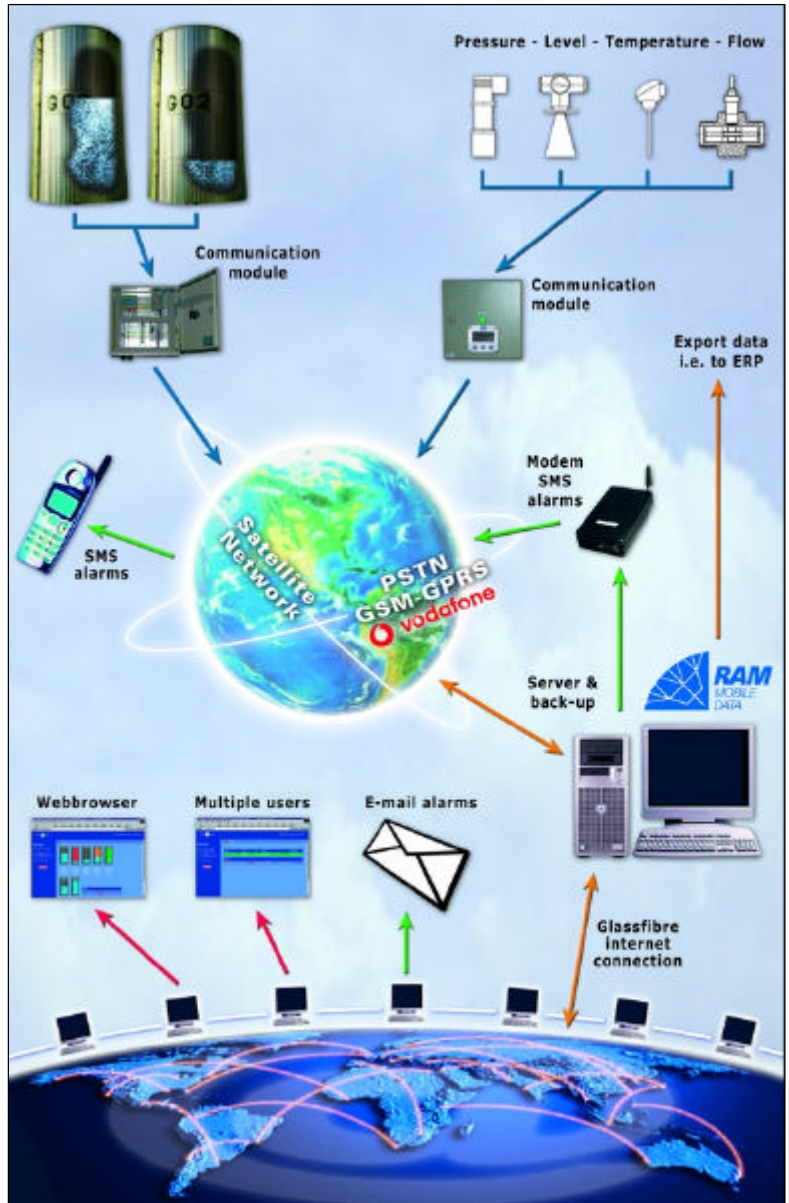 Pressure - Level - Temperature - Flow
G02
Communication
module
Communication
module
Export data
i.e. to ERP
Modem
SMS
alarms
SMS
alarms
Satellite
Network
PSTN
GSM-GPRS
vodafone
Server &
back-up
RAM
MOBILE
DATA
Webbrowser
Multiple users
E-mail alarms
Glassfibre
internet
connection